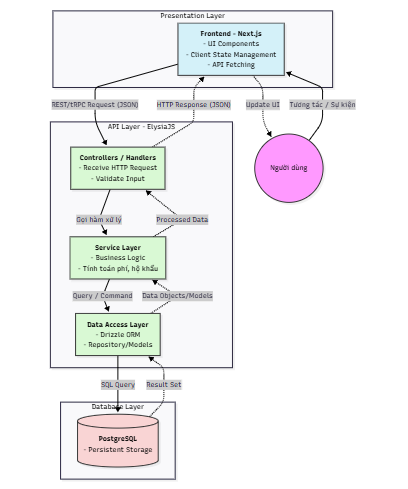 Presentation Layer
Frontend - Next.js
- UI Components
- Client State Management
- API Fetching
REST/tRPC Request (JSON)
HTTP Response (JSON)
Update UI
Tương tác / Sự kiện
API Layer - ElysiaJS
Người dùng
Controllers / Handlers
- Receive HTTP Request
- Validate Input
Gọi hàm xử lý
Processed Data
Service Layer
- Business Logic
- Tính toán phí, hộ khẩu
Query / Command
Data Objects/Models
Data Access Layer
- Drizzle ORM
- Repository/Models
SQL Query
Result Set
Database Layer
PostgreSQL
- Persistent Storage